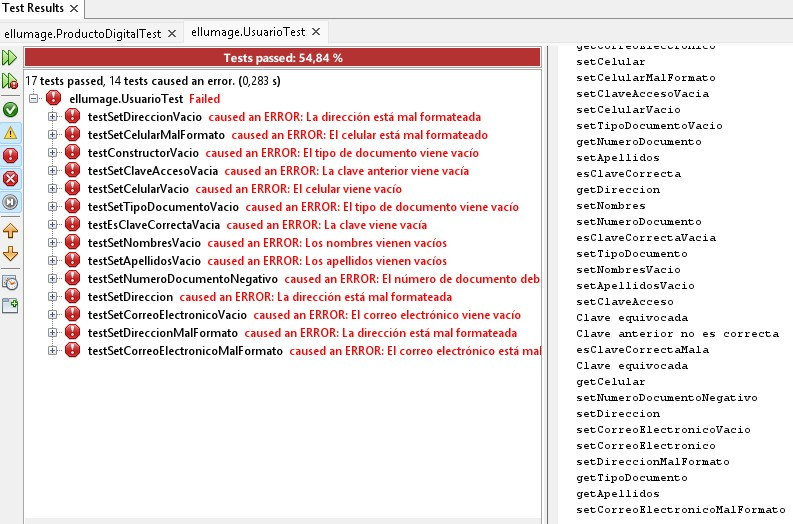 Test Results
ellumage.ProductoDigitalTest
ellumage.UsuarioTest
Tests passed: 54,84 %
17 tests passed, 14 tests caused an error. (0,283 s)
ellumage.UsuarioTest Failed
testSetDireccionVacio caused an ERROR: La dirección está mal formateada
testSetCelularMalFormato caused an ERROR: El celular está mal formateado
testConstructorVacio caused an ERROR: El tipo de documento viene vacío
testSetClaveAccesoVacia caused an ERROR: La clave anterior viene vacía
testSetCelularVacio caused an ERROR: El celular viene vacío
testSetTipoDocumentoVacio caused an ERROR: El tipo de documento viene vacío
testEsClaveCorrectaVacia caused an ERROR: La clave viene vacía
testSetNombresVacio caused an ERROR: Los nombres vienen vacíos
testSetApellidosVacio caused an ERROR: Los apellidos vienen vacíos
testSetNumeroDocumentoNegativo caused an ERROR: El número de documento deb
testSetDireccion caused an ERROR: La dirección está mal formateada
testSetCorreoElectronicoVacio caused an ERROR: El correo electrónico viene vacío
testSetDireccionMalFormato caused an ERROR: La dirección está mal formateada
testSetCorreoElectronicoMalFormato caused an ERROR: El correo electrónico está mal
getCorreoElectronico
setCelular
setCelularMalFormato
setClaveAccesoVacia
setCelularVacio
setTipoDocumentoVacio
getNumeroDocumento
setApellidos
esClaveCorrecta
getDireccion
setNombres
setNumeroDocumento
esClaveCorrectaVacia
setTipoDocumento
setNombresVacio
setApellidosVacio
setClaveAcceso
Clave equivocada
Clave anterior no es correcta
esClaveCorrectaMala
Clave equivocada
getCelular
setNumeroDocumentoNegativo
setDireccion
setCorreoElectronicoVacio
setCorreoElectronico
setDireccionMalFormato
getTipoDocumento
getApellidos
setCorreoElectronicoMalFormato